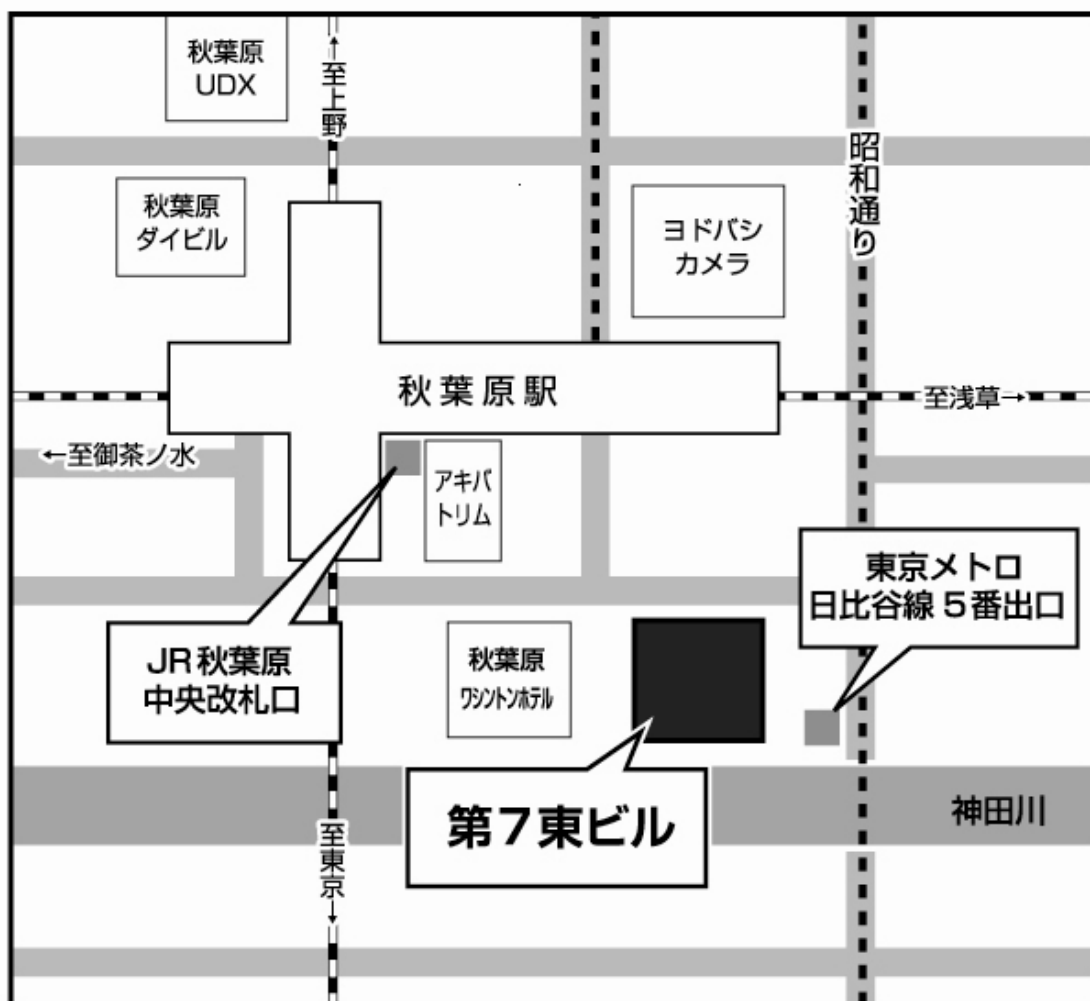 秋葉原
UDX
↑至上野
昭和通り
秋葉原
ダイビル
ヨドバシ
カメラ
秋葉原駅
至浅草→
←至御茶ノ水
アキバ
トリム
東京メトロ
日比谷線 5番出口
JR秋葉原
中央改札口
秋葉原
ワシントンホテル
第7東ビル
神田川
至東京↓